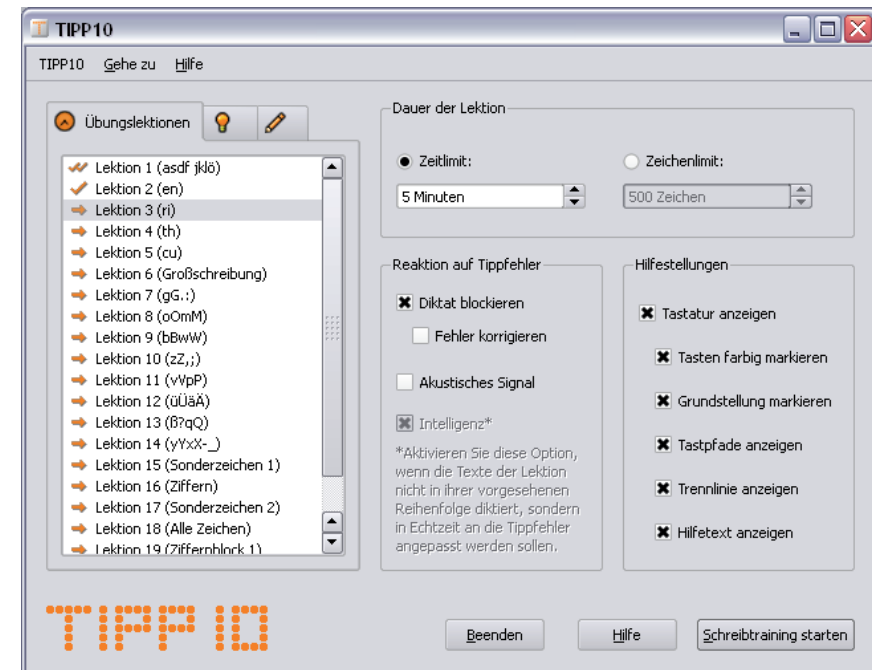 TIPP10
TIPP10 Gehe zu Hilfe
Übungslektionen
Lektion 1 (asdf jklö)
Lektion 2 (en)
Lektion 3 (ri)
Lektion 4 (th)
Lektion 5 (cu)
Lektion 6 (Großschreibung)
Lektion 7 (gG.:)
Lektion 8 (oOmM)
Lektion 9 (bBwW)
Lektion 10 (zZ,;)
Lektion 11 (vVpP)
Lektion 12 (üÜäÄ)
Lektion 13 (ß?qQ)
Lektion 14 (yYxX-_)
Lektion 15 (Sonderzeichen 1)
Lektion 16 (Ziffern)
Lektion 17 (Sonderzeichen 2)
Lektion 18 (Alle Zeichen)
Lektion 19 (Ziffernblock 1)
Dauer der Lektion
Zeitlimit:
5 Minuten
Zeichenlimit:
500 Zeichen
Reaktion auf Tippfehler
Diktat blockieren
Fehler korrigieren
Akustisches Signal
Intelligenz*
*Aktivieren Sie diese Option,
wenn die Texte der Lektion
nicht in ihrer vorgesehenen
Reihenfolge diktiert, sondern
in Echtzeit an die Tippfehler
angepasst werden sollen.
Hilfestellungen
Tastatur anzeigen
Tasten farbig markieren
Grundstellung markieren
Tastpfade anzeigen
Trennlinie anzeigen
Hilfetext anzeigen
TIPP10
Beenden
Hilfe
Schreibtraining starten